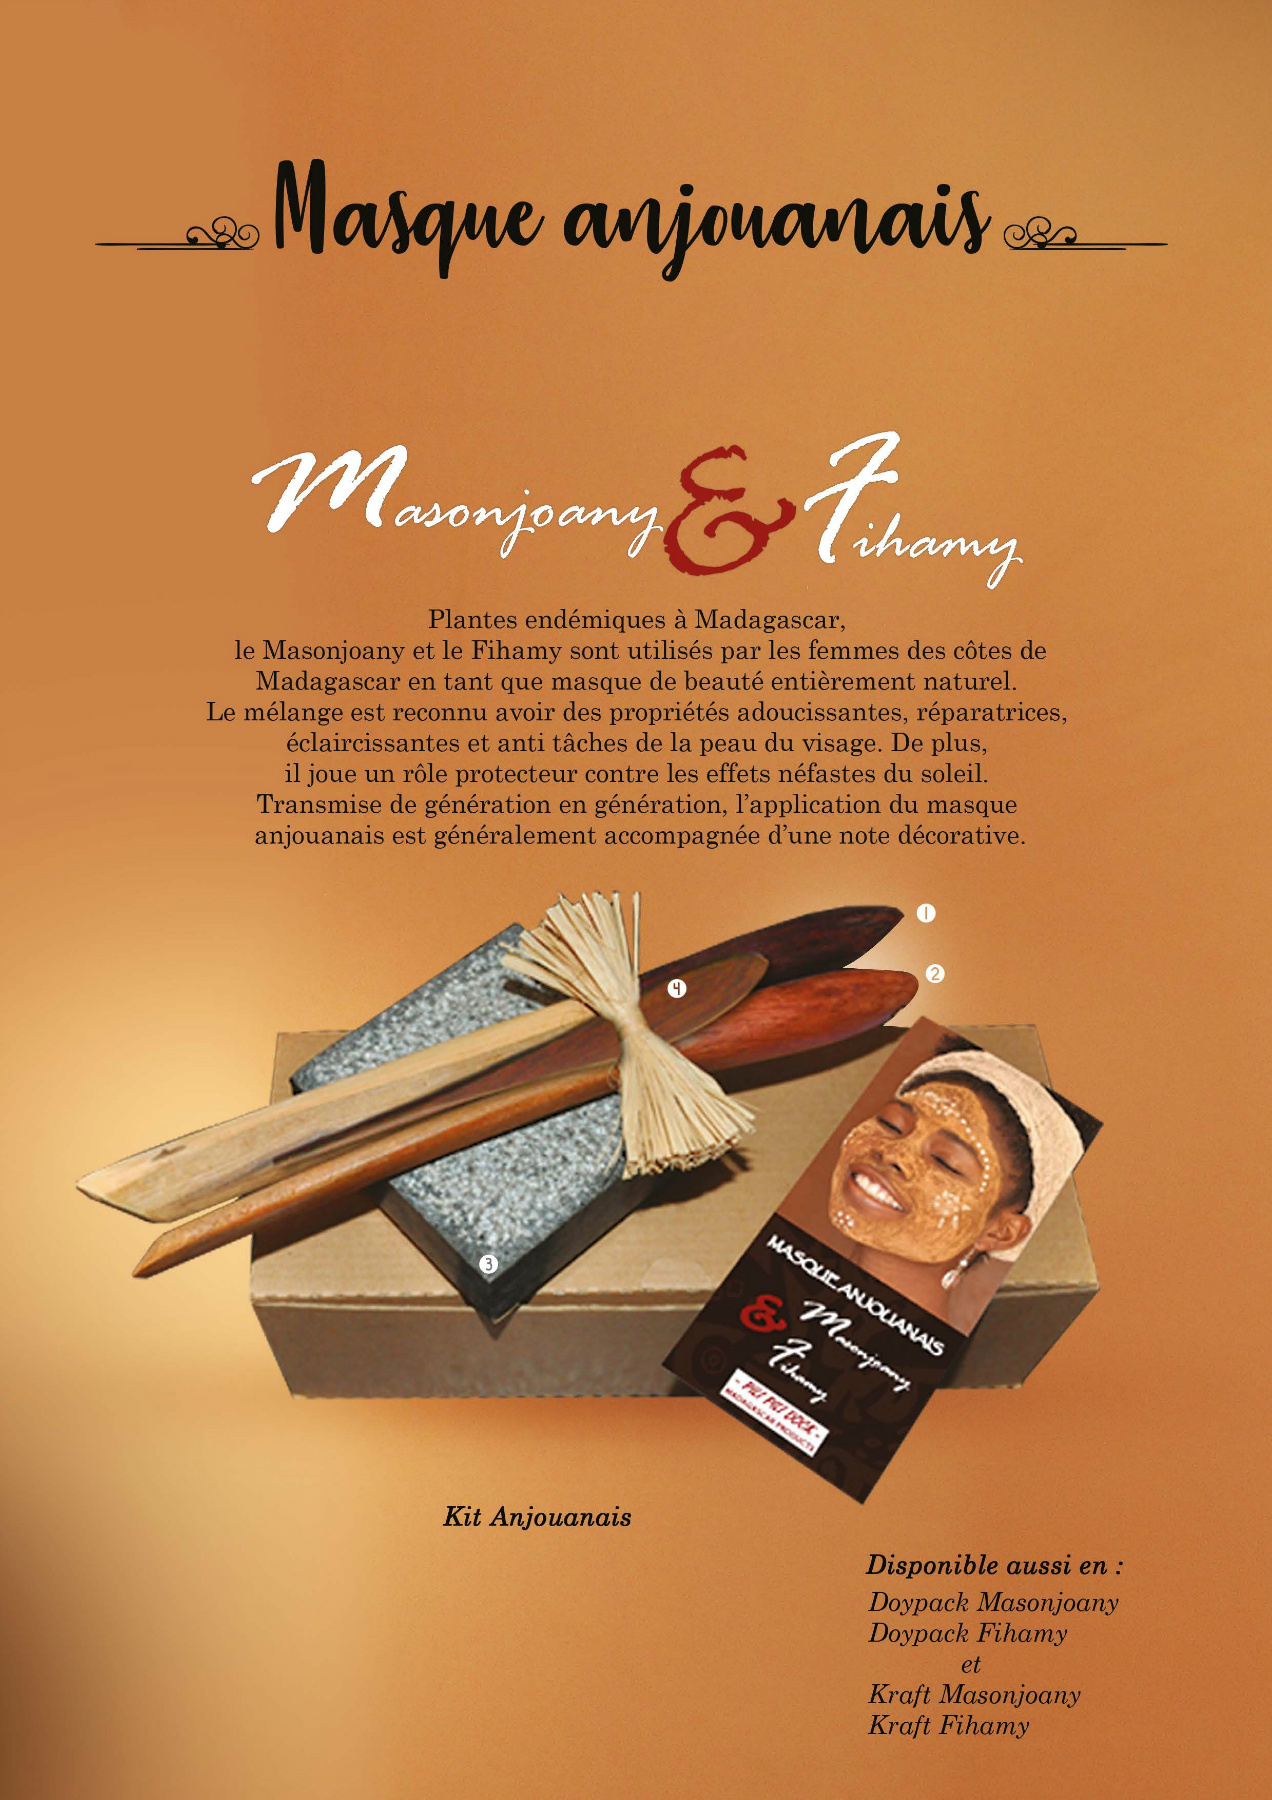 Masque anjouanais
Masonjoany & Fihamy
Plantes endémiques à Madagascar,
le Masonjoany et le Fihamy sont utilisés par les femmes des côtes de
Madagascar en tant que masque de beauté entièrement naturel.
Le mélange est reconnu avoir des propriétés adoucissantes, réparatrices,
éclaircissantes et anti tâches de la peau du visage. De plus,
il joue un rôle protecteur contre les effets néfastes du soleil.
Transmise de génération en génération, l’application du masque
anjouanais est généralement accompagnée d’une note décorative.
1
2
4
3
MASQUE ANJOUANAIS
& Masonjoany
Fihamy
- PILI PILI DOCK -
MADAGASCAR PRODUCTS
Kit Anjouanais
Disponible aussi en :
Doypack Masonjoany
Doypack Fihamy
et
Kraft Masonjoany
Kraft Fihamy